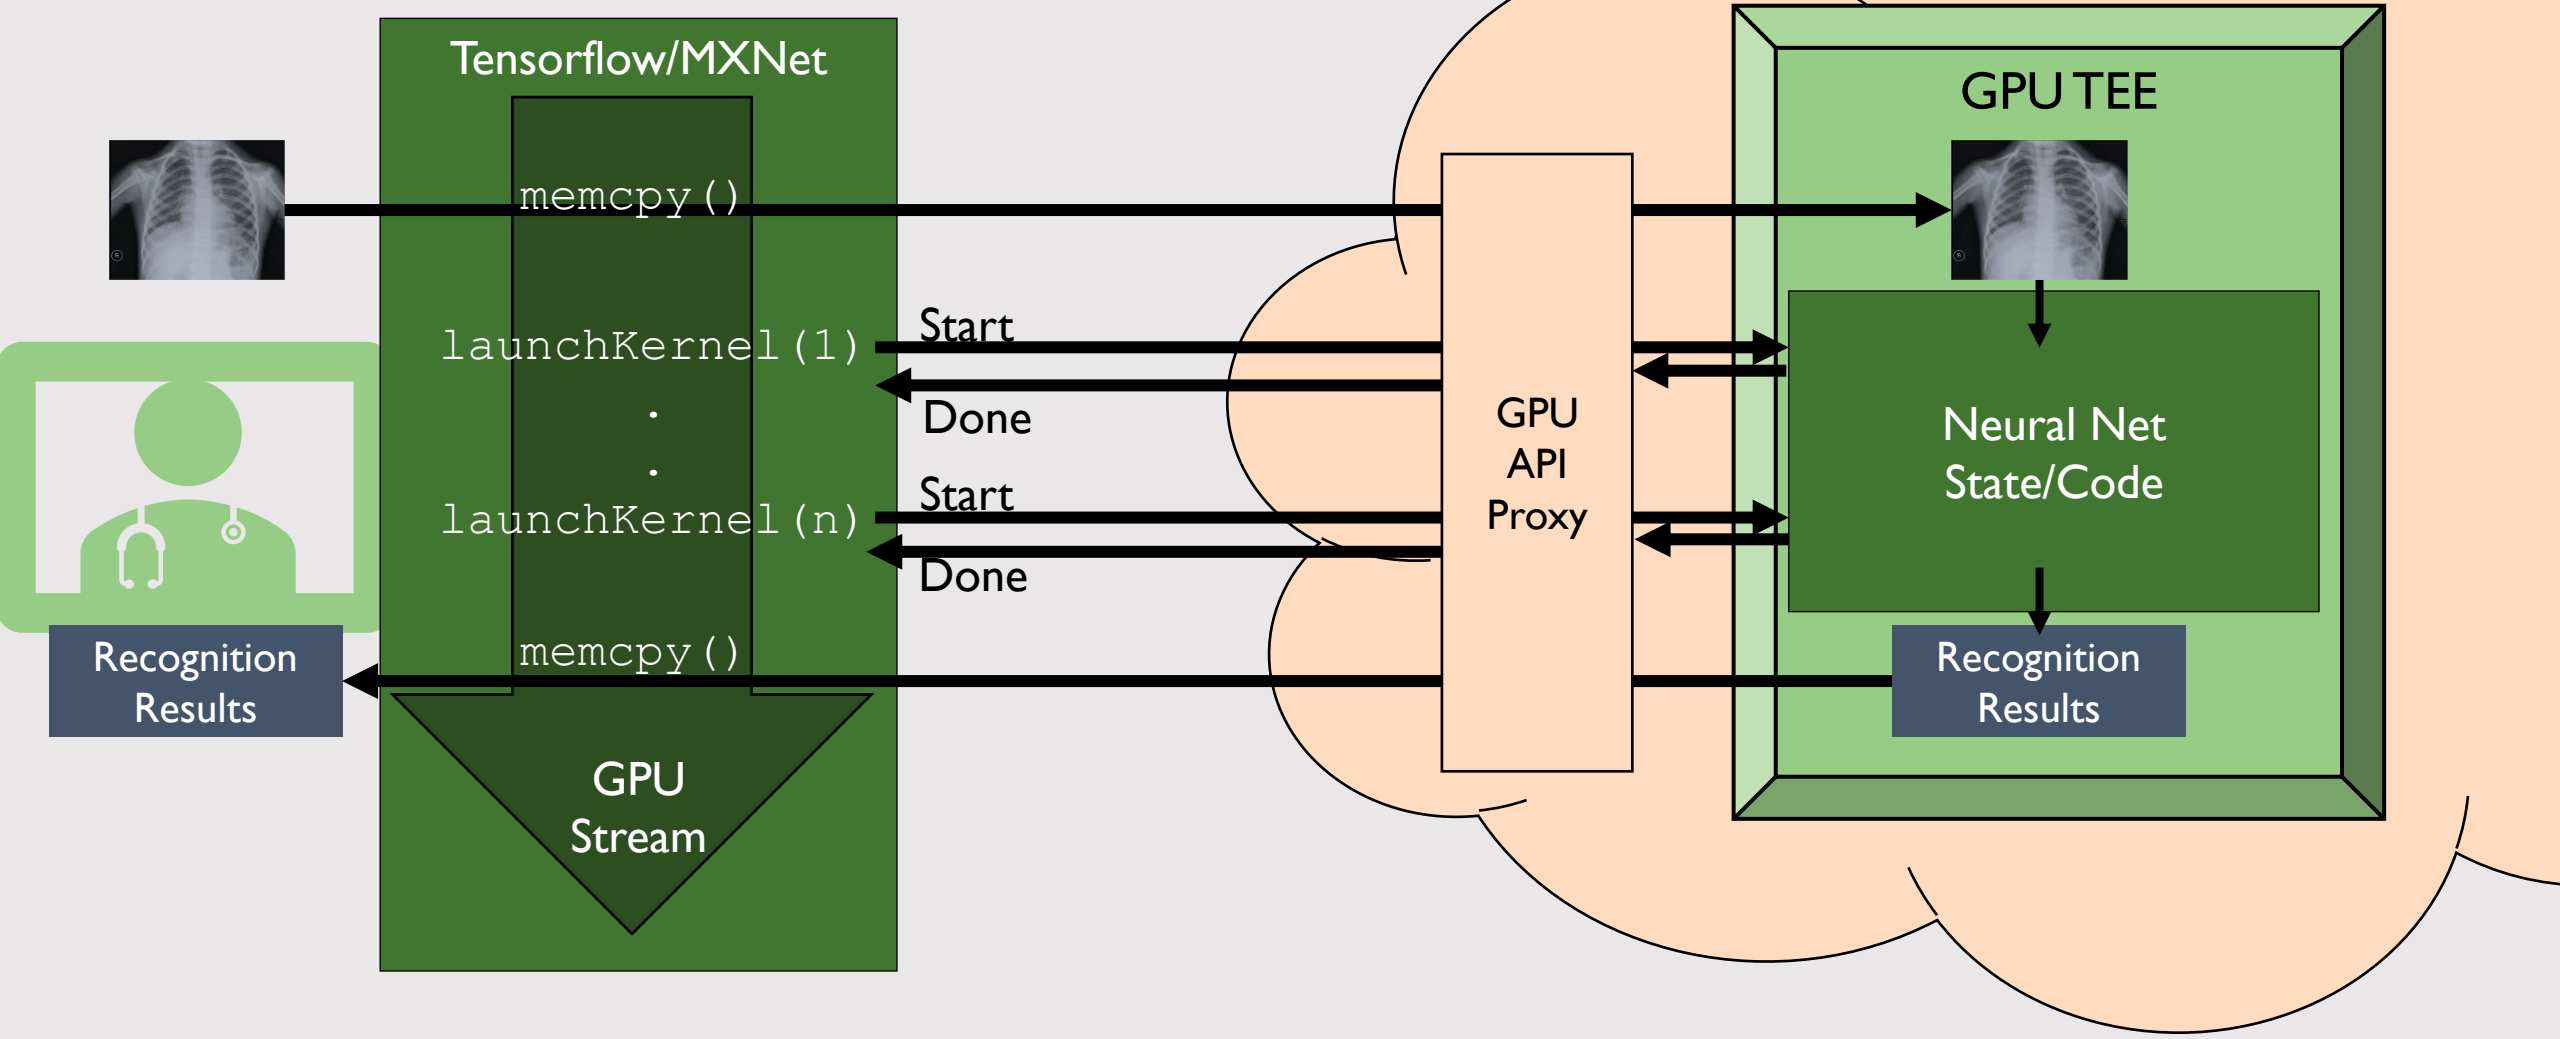 Tensorflow/MXNet
memcpy()
launchKernel(1)
.
.
launchKernel(n)
memcpy()
GPU
Stream
Recognition
Results
Start
Done
Start
Done
GPU
API
Proxy
GPU TEE
Neural Net
State/Code
Recognition
Results